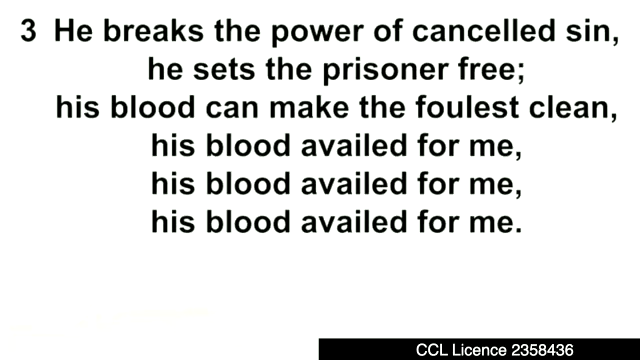 3 He breaks the power of cancelled sin,
he sets the prisoner free;
his blood can make the foulest clean,
his blood availed for me,
his blood availed for me,
his blood availed for me.
CCL Licence 2358436